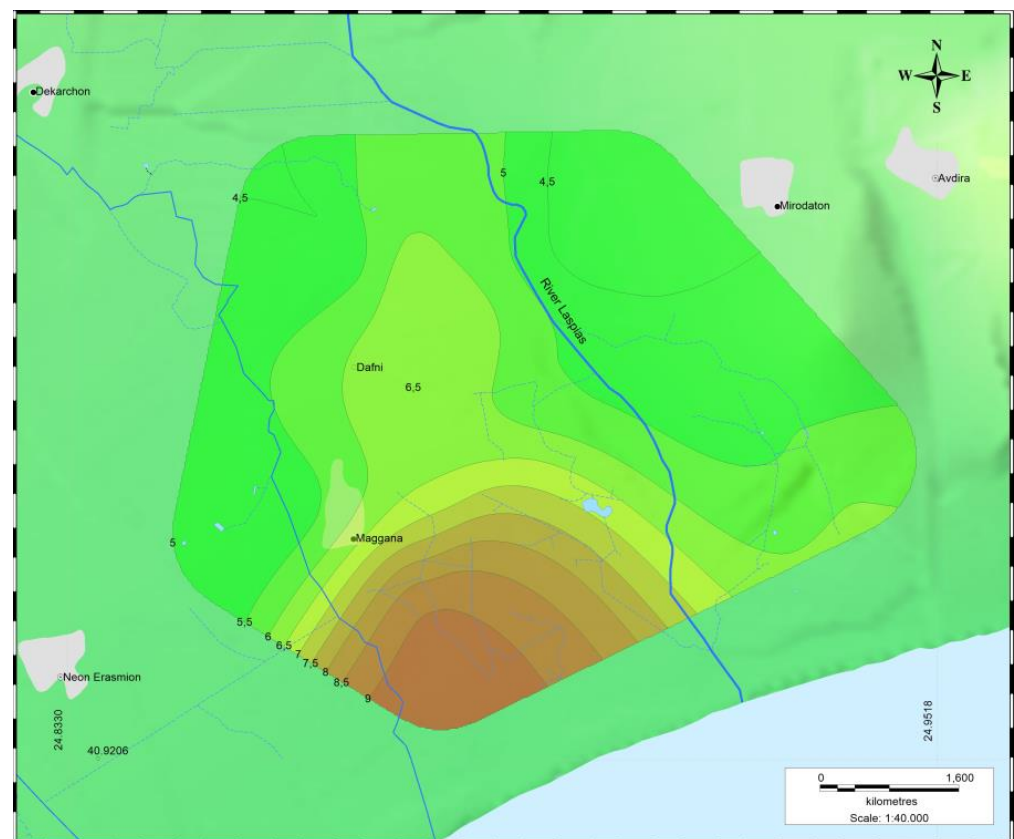 N
W E
S
Dekarchon
Avdira
Mirodaton
5
4,5
4,5
River Laspias
Dafni
6,5
Maggana
5
5,5
6
6,5
7
7,5
8
8,5
9
Neon Erasmion
24.8330
40.9206
24.9518
0 1,600
kilometres
Scale: 1:40.000